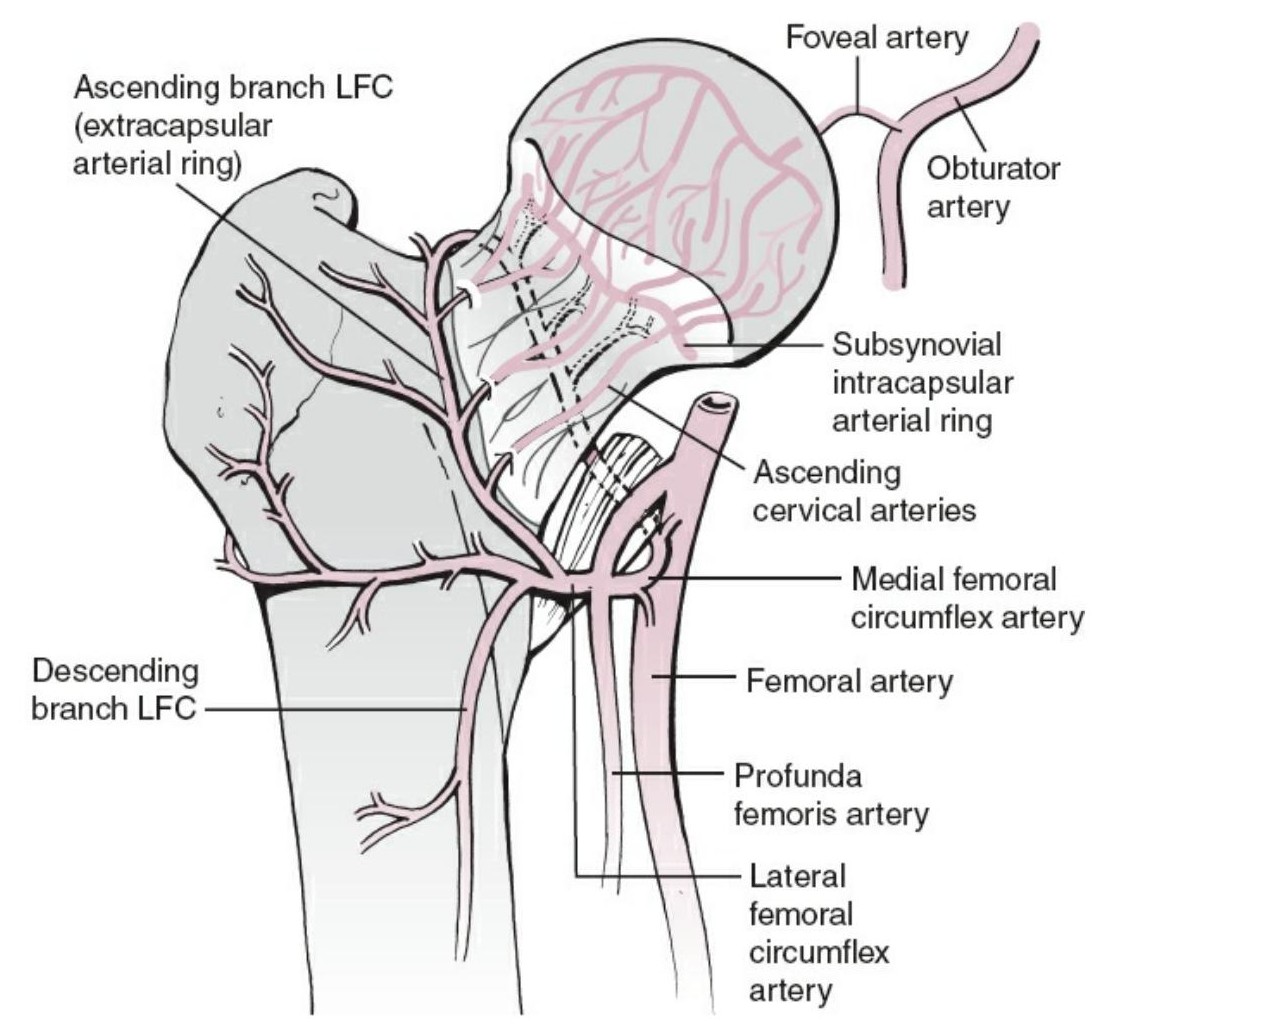 Foveal artery
Ascending branch LFC
(extracapsular
arterial ring)
Obturator
artery
Subsynovial
intracapsular
arterial ring
Ascending
cervical arteries
Medial femoral
circumflex artery
Descending
branch LFC
Femoral artery
Profunda
femoris artery
Lateral
femoral
circumflex
artery